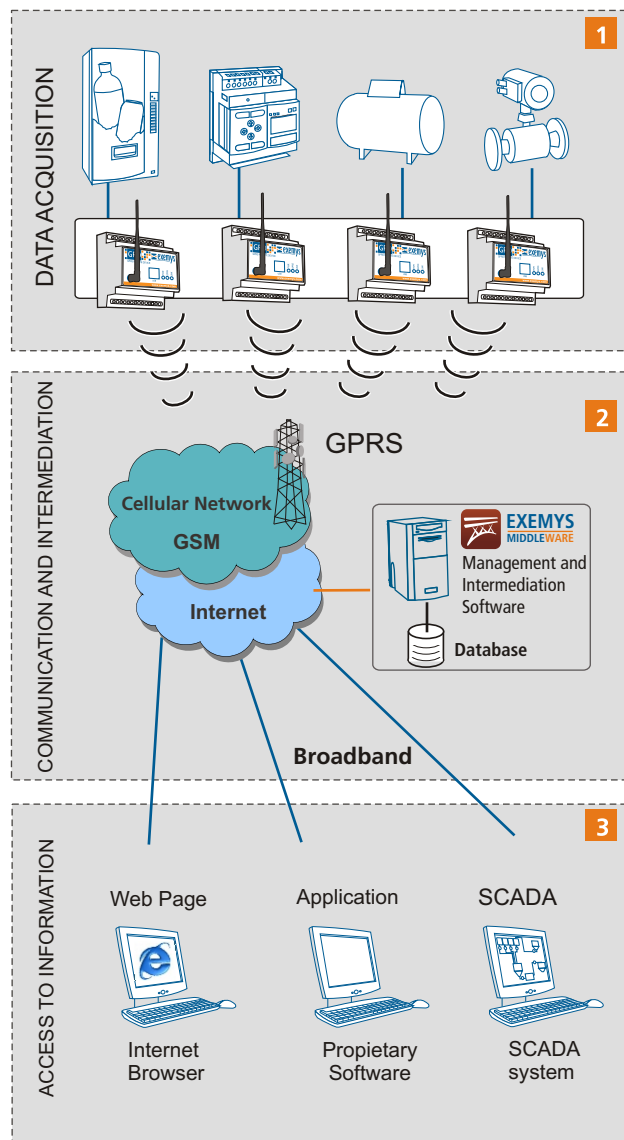 1
DATA ACQUISITION
EXEMYS
EXEMYS
EXEMYS
EXEMYS
2
COMMUNICATION AND INTERMEDIATION
GPRS
Cellular Network
GSM
Internet
EXEMYS
MIDDLEWARE
Management and
Intermediation
Software
Database
Broadband
3
ACCESS TO INFORMATION
Web Page
Internet
Browser
Application
Propietary
Software
SCADA
SCADA
system